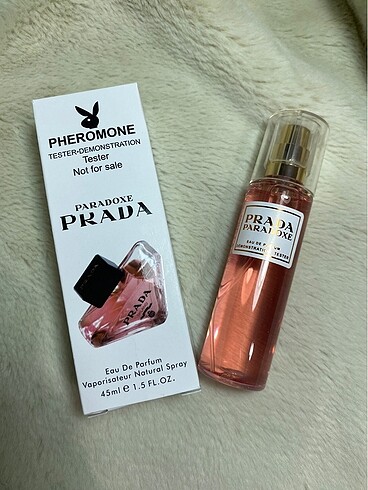 PHEROMONE
TESTER•DEMONSTRATION
Tester
Not for sale
PARADOXE
PRADA
PRADA
Eau De Parfum
Vaporisateur Natural Spray
45ml e 1.5 FL.OZ.
PRADA
PARADOXE
EAU DE PARFUM
DEMONSTRATION TESTER